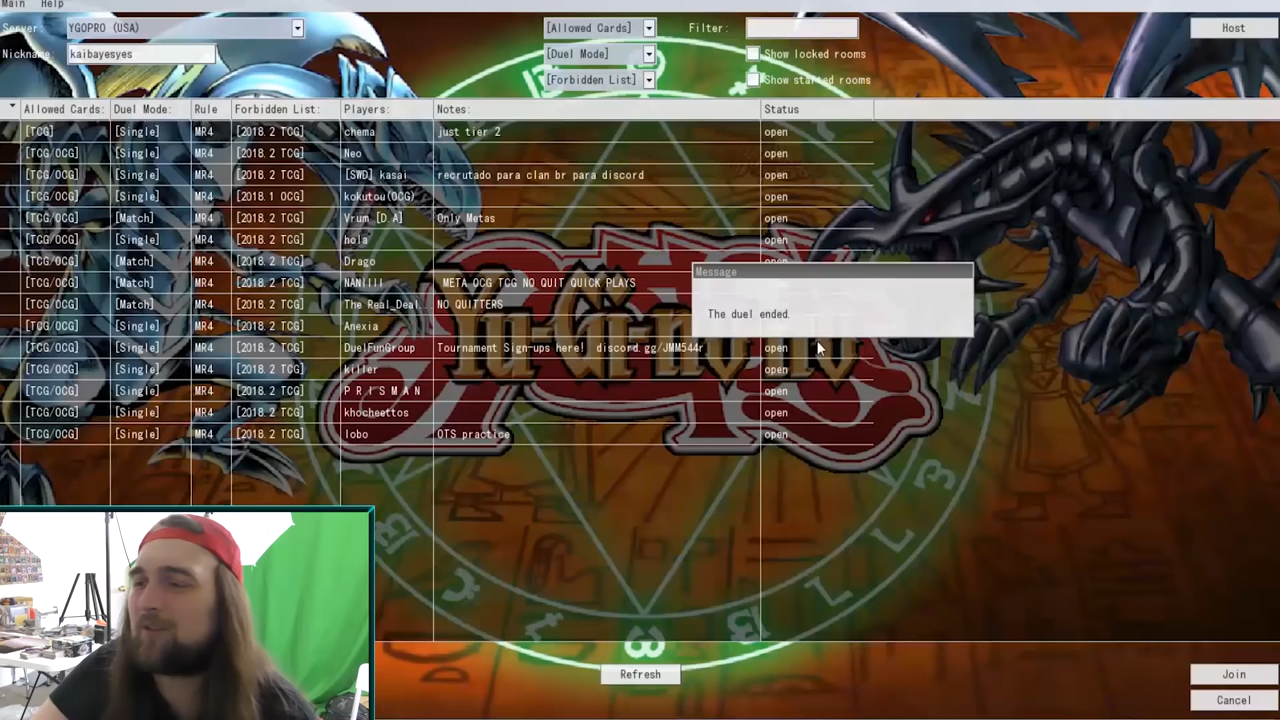 Main Help
Server: YGOPRO (USA) [Allowed Cards] Filter: Host
Nickname: kaibayesyes [Duel Mode] Show locked rooms
[Forbidden List] Show started rooms
Allowed Cards: Duel Mode: Rule Forbidden List: Players: Notes: Status
[TCG] [Single] MR4 [2018.2 TCG] chema just tier 2 open
[TCG/OCG] [Single] MR4 [2018.2 TCG] Neo open
[TCG/OCG] [Single] MR4 [2018.2 TCG] [SWD] kasai recrutado para clan br para discord open
[TCG/OCG] [Single] MR4 [2018.1 OCG] kokutou(OCG) open
[TCG/OCG] [Match] MR4 [2018.2 TCG] Vrum [D.A] Only Metas open
[TCG/OCG] [Single] MR4 [2018.2 TCG] hola open
[TCG/OCG] [Match] MR4 [2018.2 TCG] Drago open
[TCG/OCG] [Match] MR4 [2018.2 TCG] NANIIII META OCG TCG NO QUIT QUICK PLAYS
[TCG/OCG] [Match] MR4 [2018.2 TCG] The Real_Deal... NO QUITTERS
[TCG/OCG] [Single] MR4 [2018.2 TCG] Anexia
[TCG/OCG] [Single] MR4 [2018.2 TCG] DuelFunGroup Tournament Sign-ups here! discord.gg/JMM544r open
[TCG/OCG] [Single] MR4 [2018.2 TCG] killer open
[TCG/OCG] [Single] MR4 [2018.2 TCG] P R I S M A N open
[TCG/OCG] [Single] MR4 [2018.2 TCG] khocheettos open
[TCG/OCG] [Single] MR4 [2018.2 TCG] lobo OTS practice open
Message
The duel ended.
Refresh
Join
Cancel